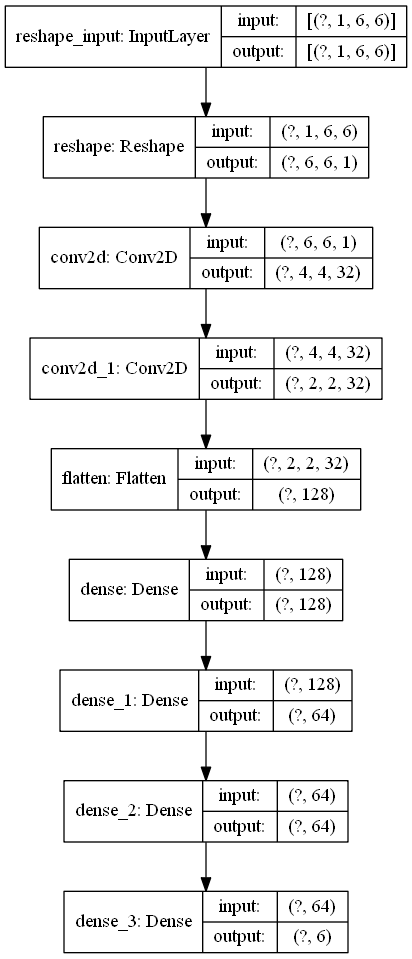 reshape_input: InputLayer
input: [(?, 1, 6, 6)]
output: [(?, 1, 6, 6)]
reshape: Reshape
input: (?, 1, 6, 6)
output: (?, 6, 6, 1)
conv2d: Conv2D
input: (?, 6, 6, 1)
output: (?, 4, 4, 32)
conv2d_1: Conv2D
input: (?, 4, 4, 32)
output: (?, 2, 2, 32)
flatten: Flatten
input: (?, 2, 2, 32)
output: (?, 128)
dense: Dense
input: (?, 128)
output: (?, 128)
dense_1: Dense
input: (?, 128)
output: (?, 64)
dense_2: Dense
input: (?, 64)
output: (?, 64)
dense_3: Dense
input: (?, 64)
output: (?, 6)